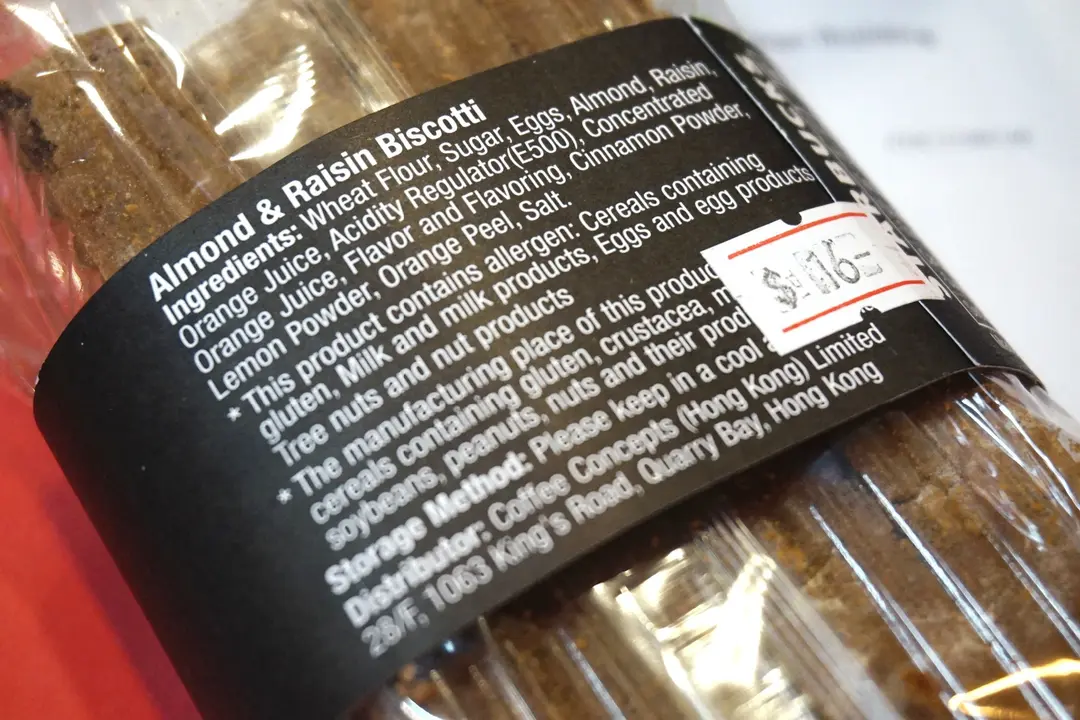 Almond & Raisin Biscotti
Ingredients: Wheat Flour, Sugar, Eggs, Almond, Raisin,
Orange Juice, Acidity Regulator(E500), Concentrated
Orange Juice, Flavor and Flavoring, Cinnamon Powder,
Lemon Powder, Orange Peel, Salt.
* This product contains allergen: Cereals containing
gluten, Milk and milk products, Eggs and egg products
Tree nuts and nut products
* The manufacturing place of this produc
cereals containing gluten, crustacea, m
soybeans, peanuts, nuts and their prod
Storage Method: Please keep in a cool a
Distributor: Coffee Concepts (Hong Kong) Limited
28/F, 1063 King's Road, Quarry Bay, Hong Kong
16